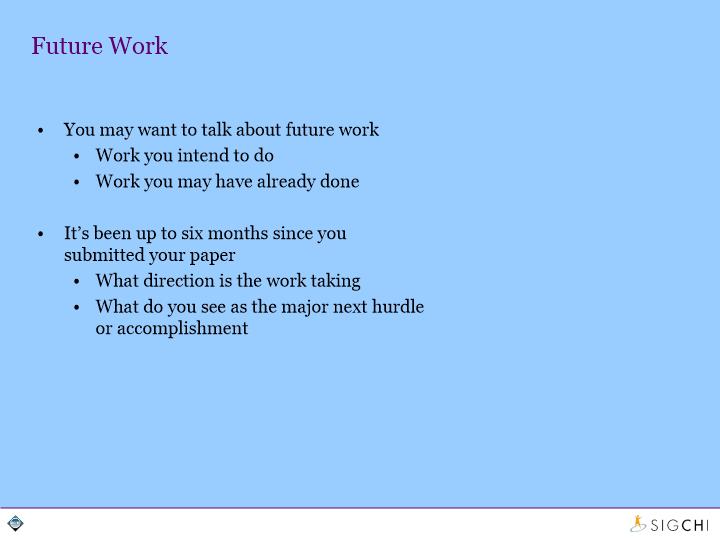 Future Work
• You may want to talk about future work
• Work you intend to do
• Work you may have already done
• It’s been up to six months since you
submitted your paper
• What direction is the work taking
• What do you see as the major next hurdle
or accomplishment
SIGCHI